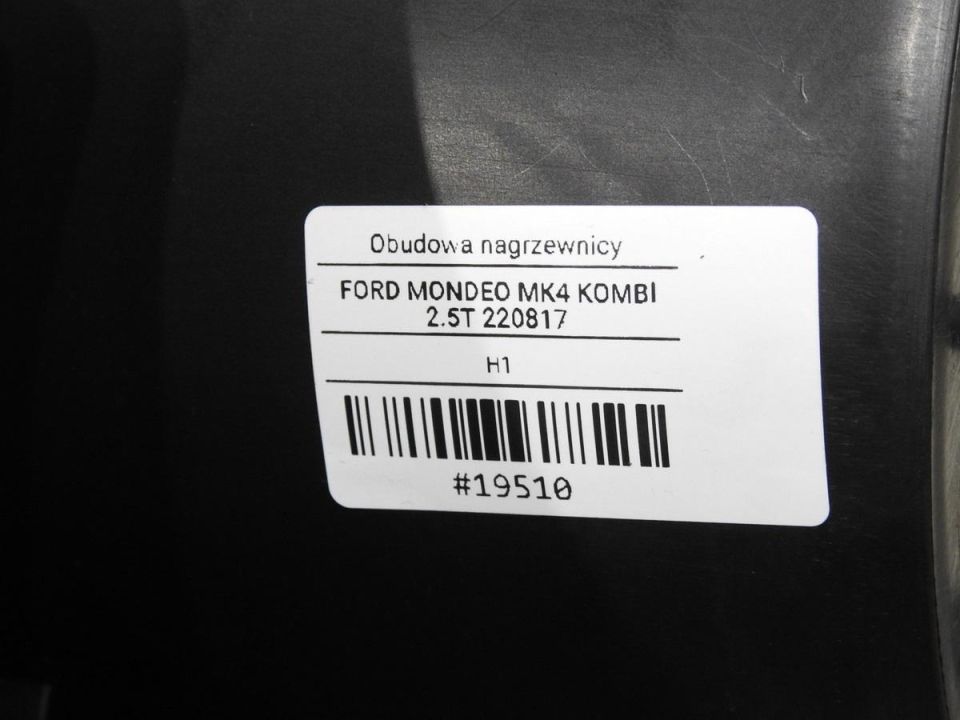 Obudowa nagrzewnicy
FORD MONDEO MK4 KOMBI
2.5T 220817
H1
#19510